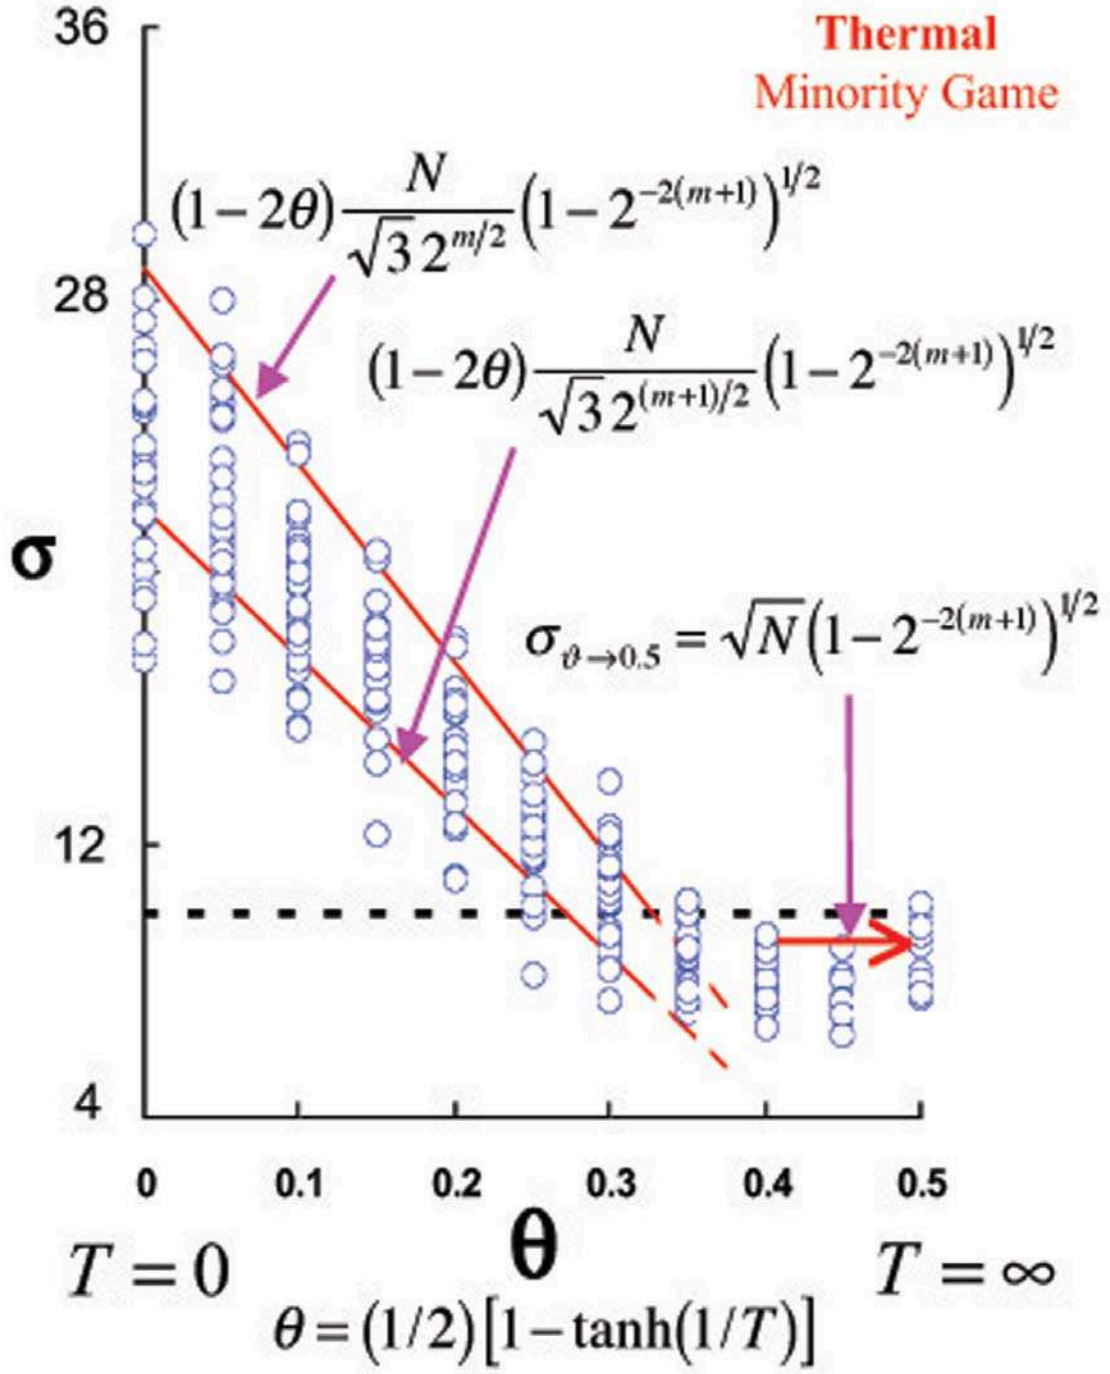 36
Thermal
Minority Game
(1−2θ) N/(√3 2^{m/2}) (1−2^{−2(m+1)})^{1/2}
28
(1−2θ) N/(√3 2^{(m+1)/2}) (1−2^{−2(m+1)})^{1/2}
σ
σ_{ϑ→0.5} = √N (1−2^{−2(m+1)})^{1/2}
12
4
0 0.1 0.2 0.3 0.4 0.5
T = 0 θ T = ∞
θ = (1/2)[1−tanh(1/T)]